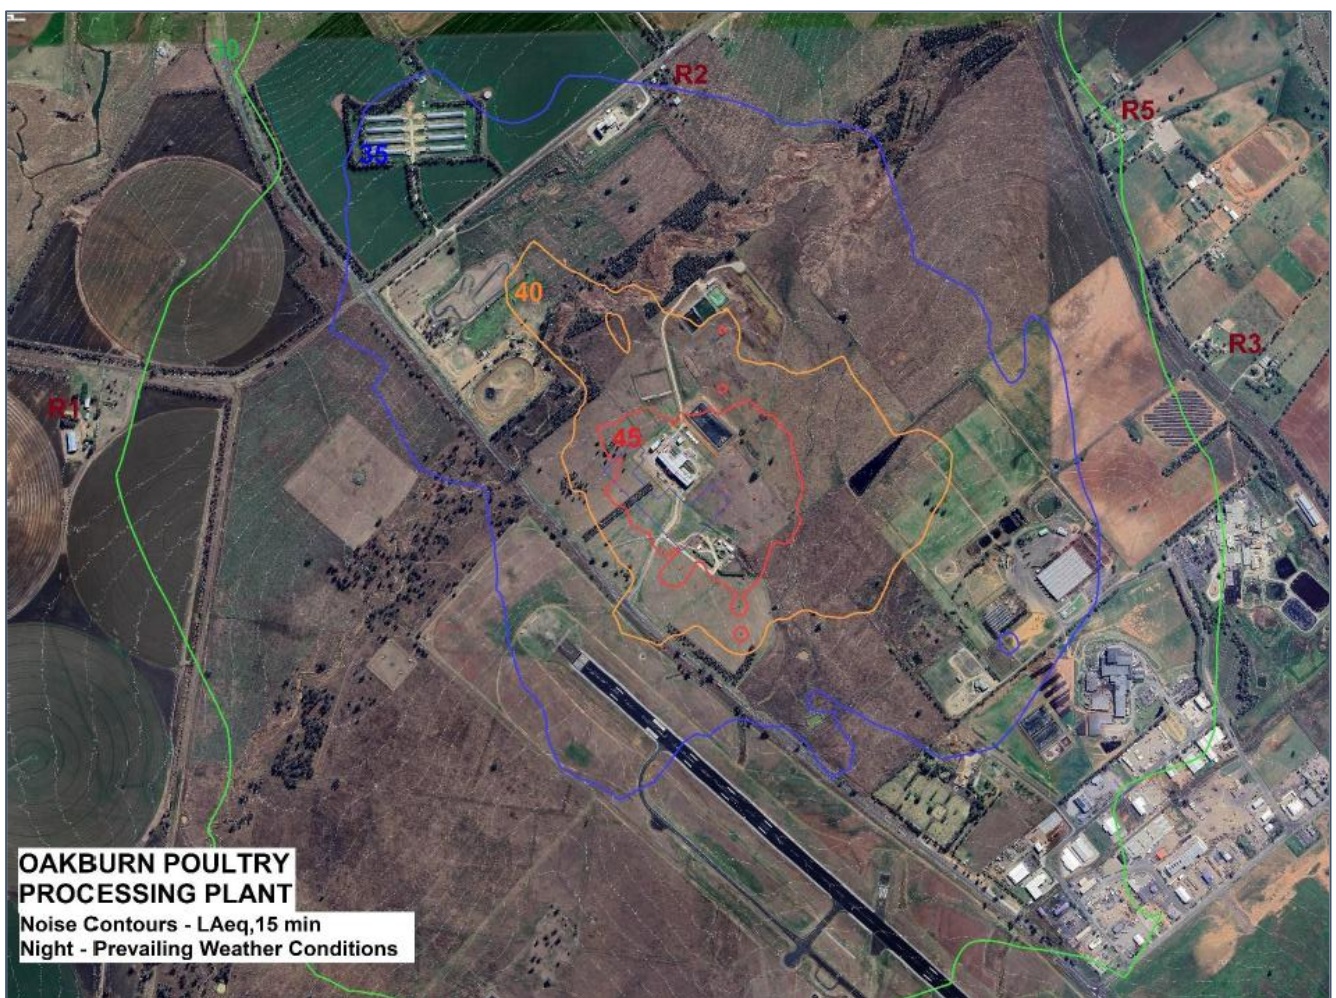 30
R2
R5
35
40
R3
R1
45
OAKBURN POULTRY
PROCESSING PLANT
Noise Contours - LAeq,15 min
Night - Prevailing Weather Conditions